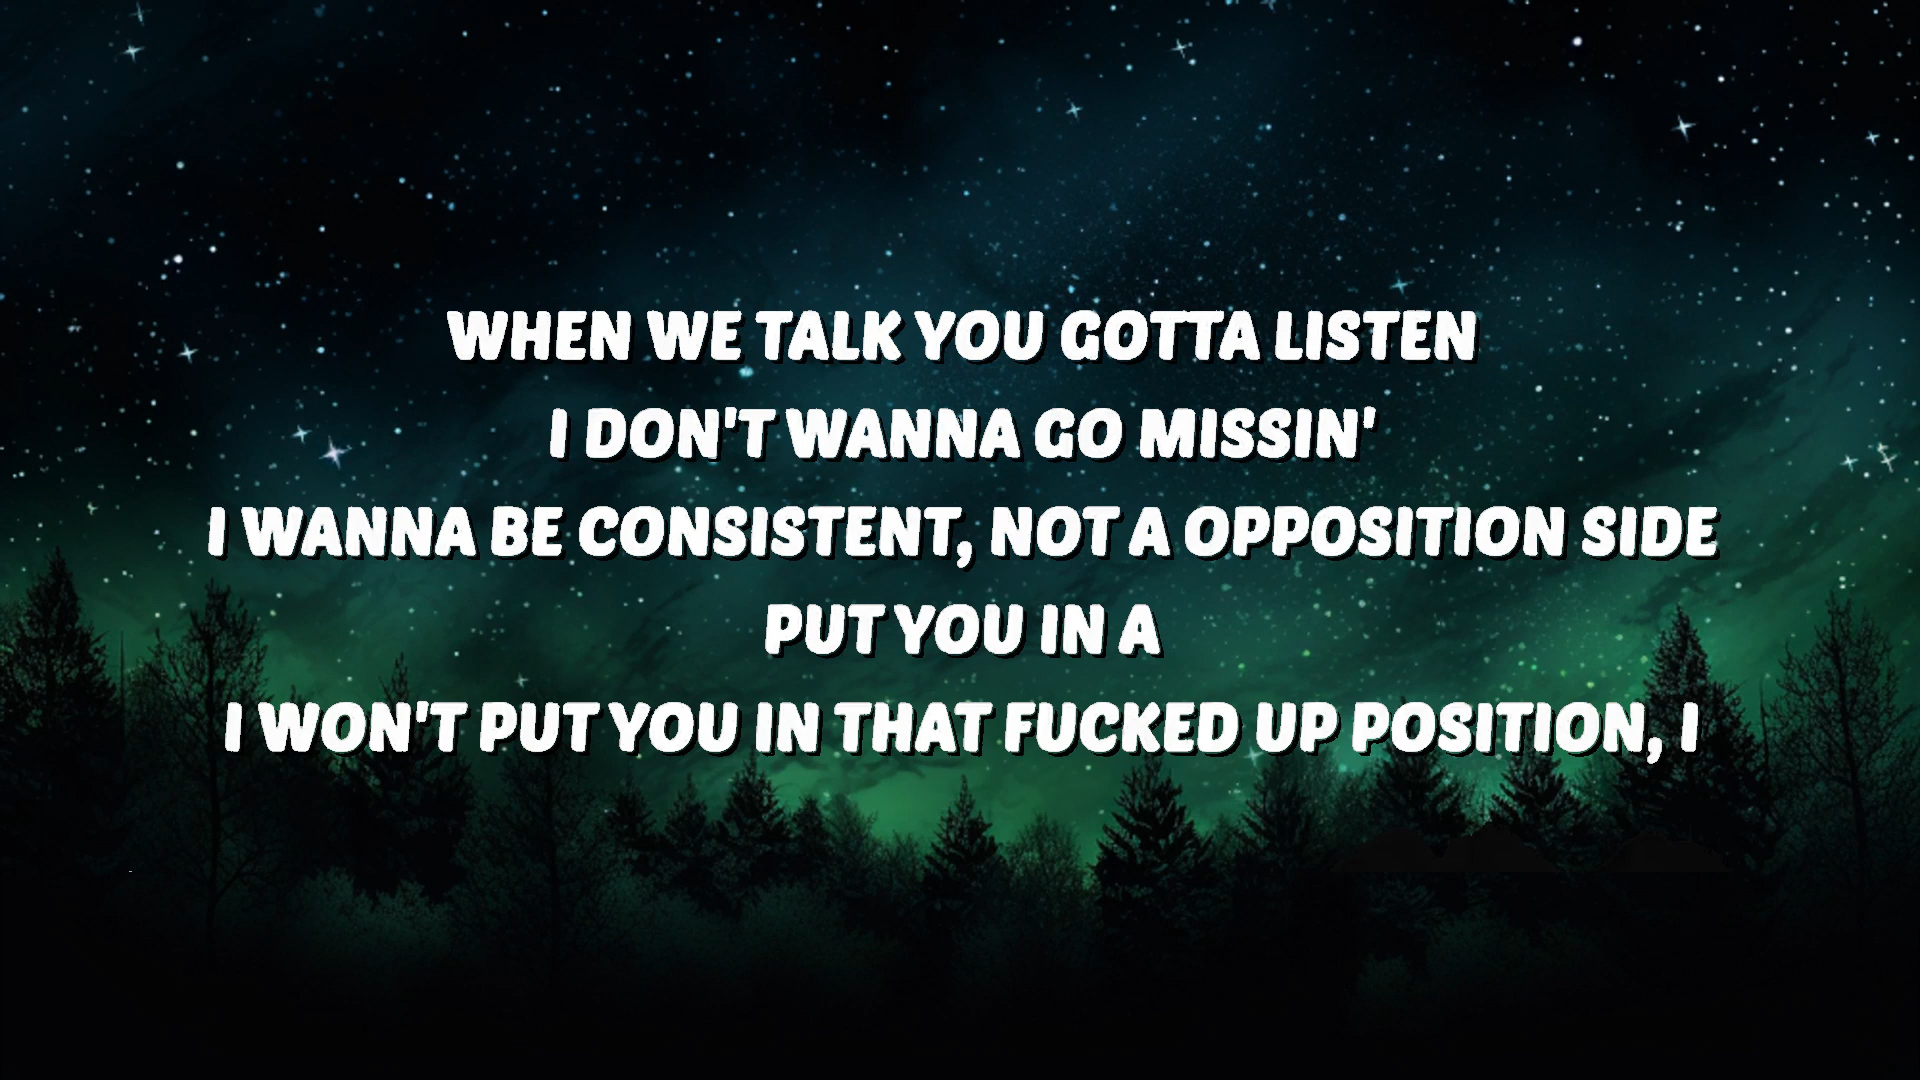 WHEN WE TALK YOU GOTTA LISTEN
I DON'T WANNA GO MISSIN'
I WANNA BE CONSISTENT, NOT A OPPOSITION SIDE
PUT YOU IN A
I WON'T PUT YOU IN THAT FUCKED UP POSITION, I